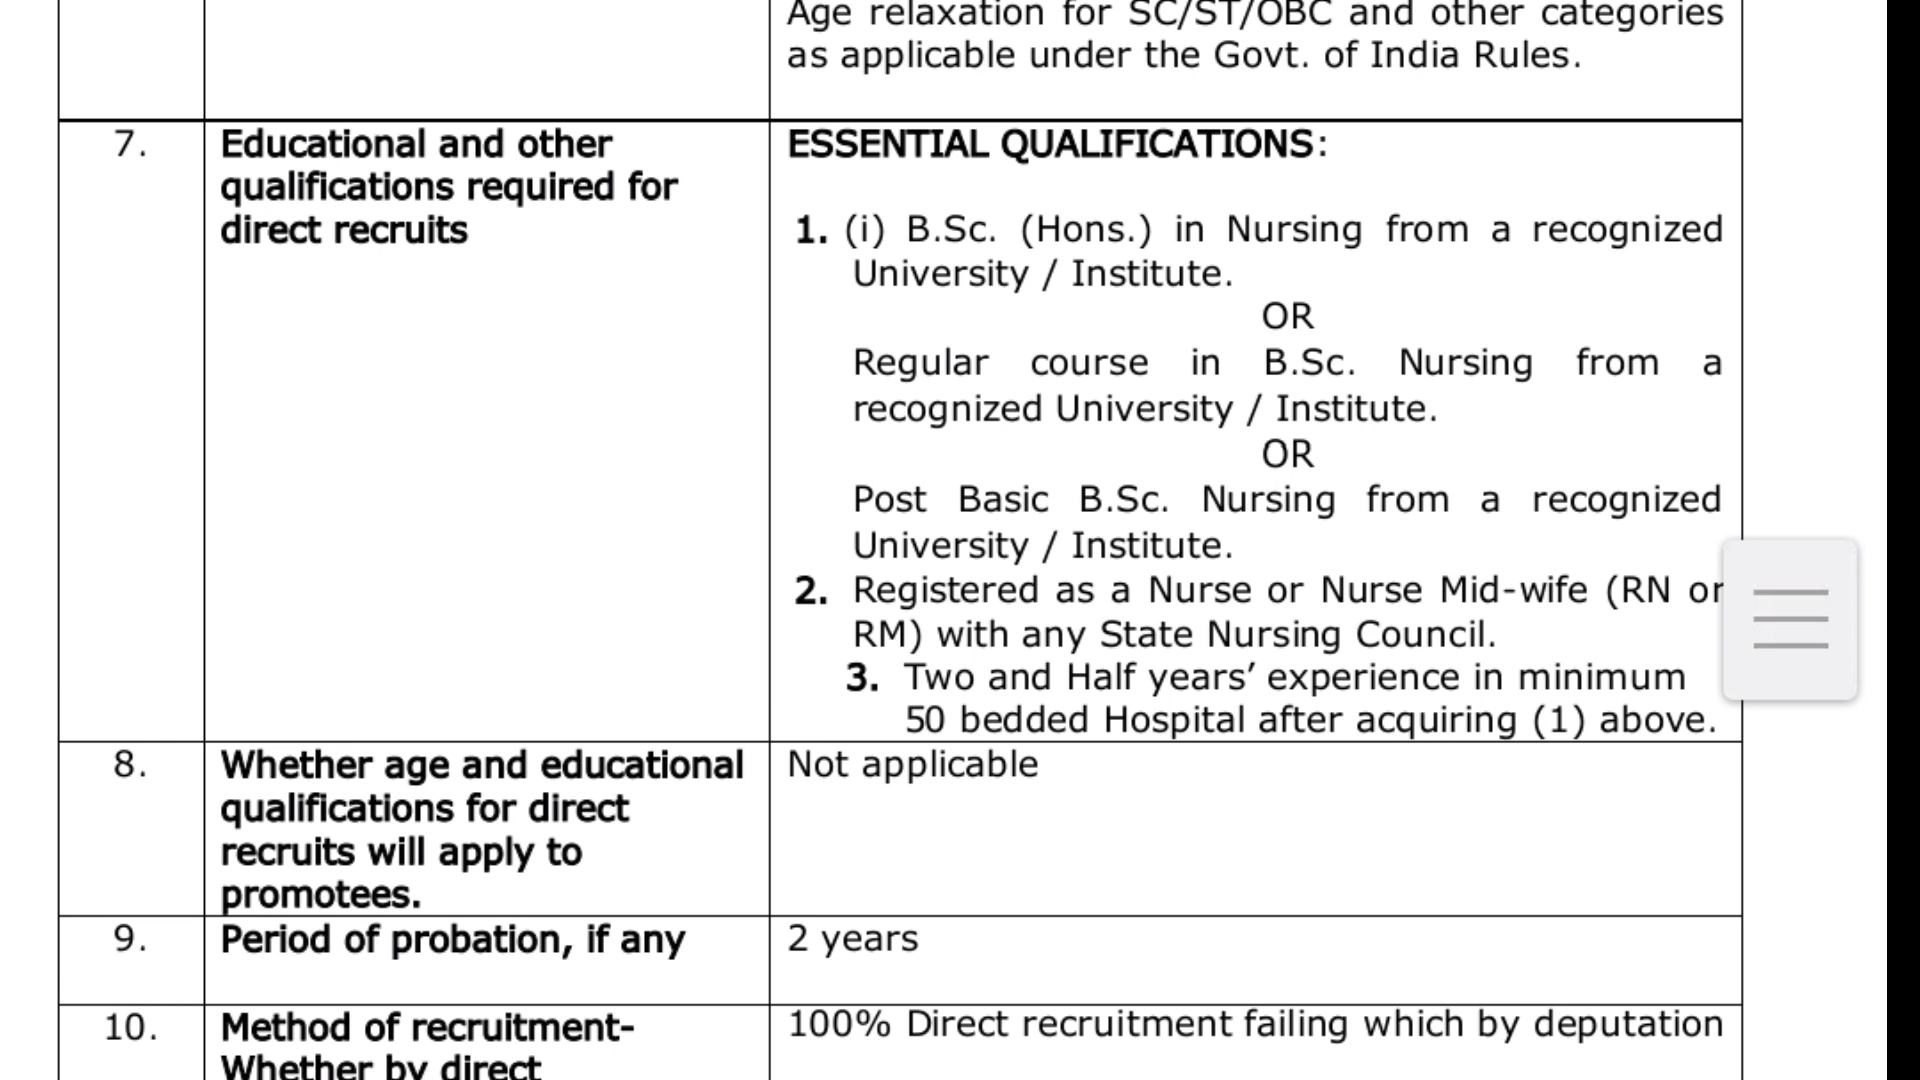 Age relaxation for SC/ST/OBC and other categories
as applicable under the Govt. of India Rules.
7.
Educational and other
qualifications required for
direct recruits
ESSENTIAL QUALIFICATIONS:
1. (i) B.Sc. (Hons.) in Nursing from a recognized
University / Institute.
OR
Regular course in B.Sc. Nursing from a
recognized University / Institute.
OR
Post Basic B.Sc. Nursing from a recognized
University / Institute.
2. Registered as a Nurse or Nurse Mid-wife (RN or
RM) with any State Nursing Council.
3. Two and Half years’ experience in minimum
50 bedded Hospital after acquiring (1) above.
8.
Whether age and educational
qualifications for direct
recruits will apply to
promotees.
Not applicable
9.
Period of probation, if any
2 years
10.
Method of recruitment-
Whether by direct
100% Direct recruitment failing which by deputation